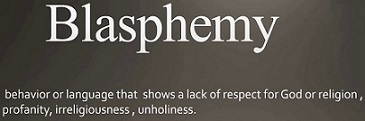 Blasphemy
behavior or language that shows a lack of respect for God or religion ,
profanity, irreligiousness , unholiness.